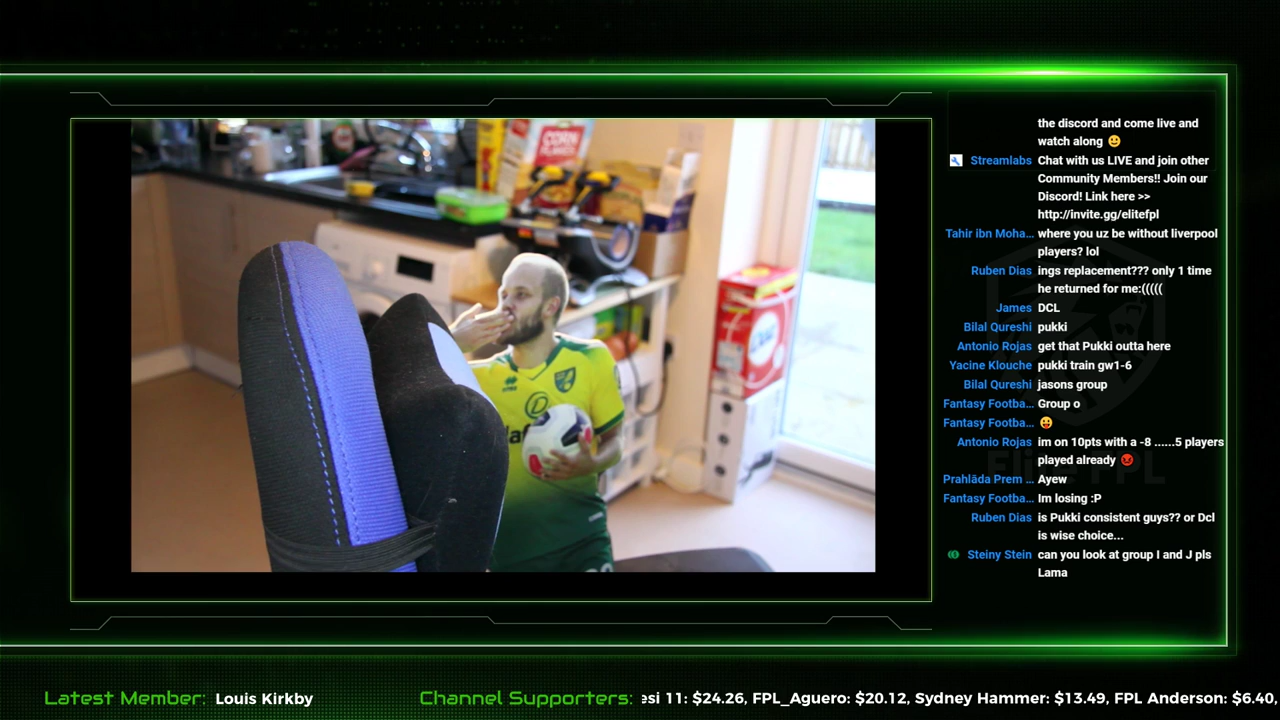 the discord and come live and
watch along
Streamlabs Chat with us LIVE and join other
Community Members!! Join our
Discord! Link here >>
http://invite.gg/elitefpl
Tahir ibn Moha... where you uz be without liverpool
players? lol
Ruben Dias ings replacement??? only 1 time
he returned for me:(((((
James DCL
Bilal Qureshi pukki
Antonio Rojas get that Pukki outta here
Yacine Klouche pukki train gw1-6
Bilal Qureshi jasons group
Fantasy Footba... Group o
Fantasy Footba... 😃
Antonio Rojas im on 10pts with a -8 ......5 players
played already 😡
Prahlāda Prem ... Ayew
Fantasy Footba... Im losing :P
Ruben Dias is Pukki consistent guys?? or Dcl
is wise choice...
Steiny Stein can you look at group I and J pls
Lama
CORN
Elite FPL
Latest Member: Louis Kirkby
Channel Supporters: esi 11: $24.26, FPL_Aguero: $20.12, Sydney Hammer: $13.49, FPL Anderson: $6.40,